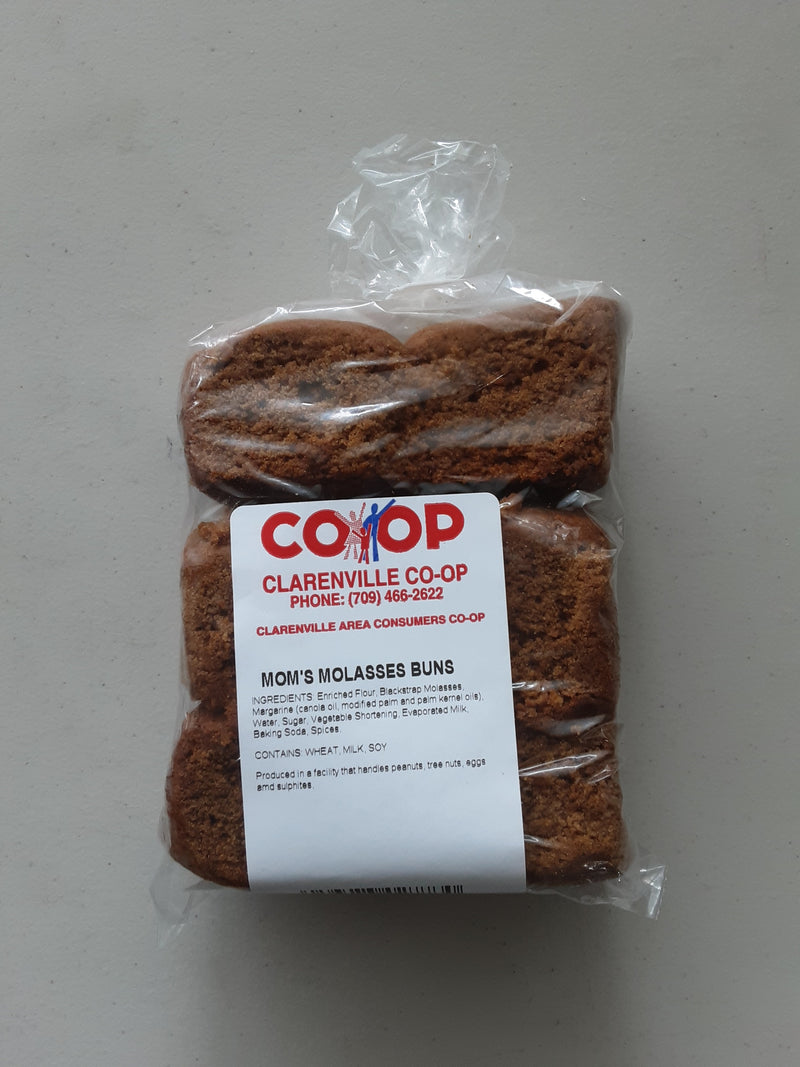 CO-OP
CLARENVILLE CO-OP
PHONE: (709) 466-2622
CLARENVILLE AREA CONSUMERS CO-OP
MOM'S MOLASSES BUNS
INGREDIENTS: Enriched Flour, Blackstrap Molasses,
Margarine (canola oil, modified palm and palm kernel oils),
Water, Sugar, Vegetable Shortening, Evaporated Milk,
Baking Soda, Spices.
CONTAINS: WHEAT, MILK, SOY
Produced in a facility that handles peanuts, tree nuts, eggs
amd sulphites.